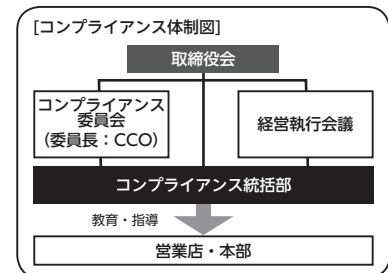 [コンプライアンス体制図]
取締役会
コンプライアンス
委員会
(委員長：CCO)
経営執行会議
コンプライアンス統括部
教育・指導
営業店・本部